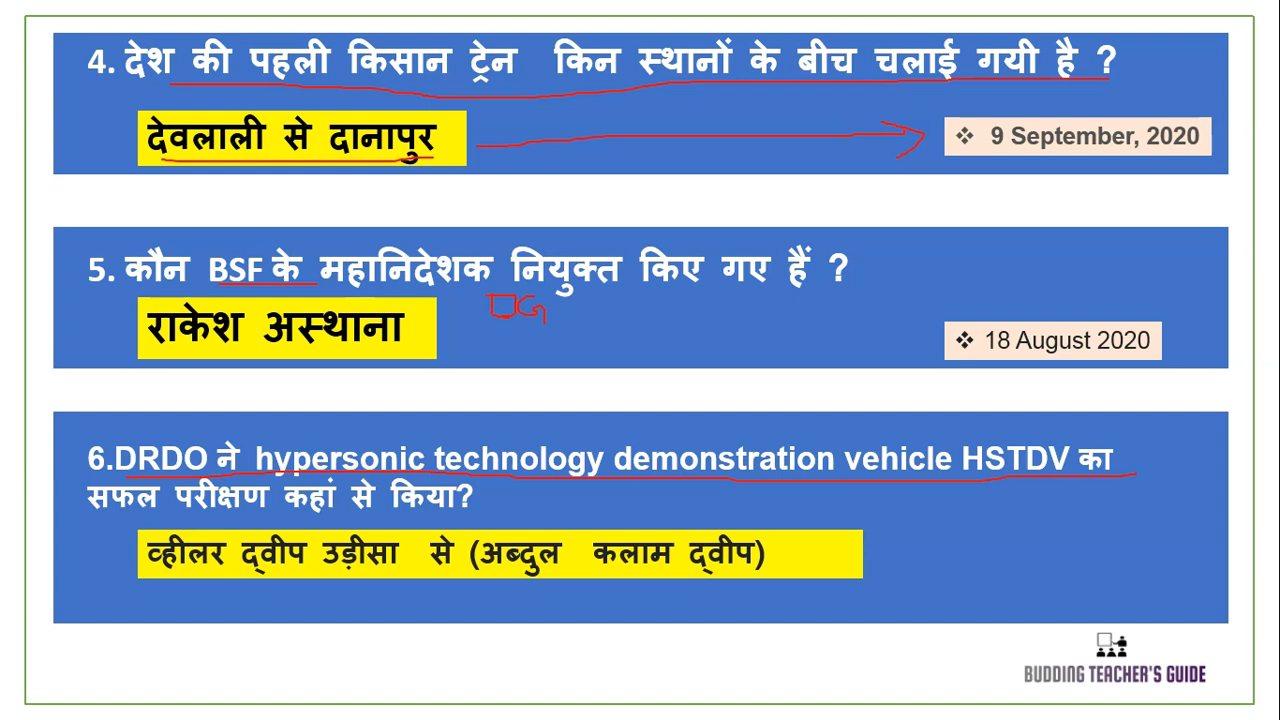 4. देश की पहली किसान ट्रेन किन स्थानों के बीच चलाई गयी है ?
देवलाली से दानापुर
❖ 9 September, 2020
5. कौन BSF के महानिदेशक नियुक्त किए गए हैं ?
DG
राकेश अस्थाना
❖ 18 August 2020
6.DRDO ने hypersonic technology demonstration vehicle HSTDV का
सफल परीक्षण कहां से किया?
व्हीलर द्वीप उड़ीसा से (अब्दुल कलाम द्वीप)
BUDDING TEACHER'S GUIDE